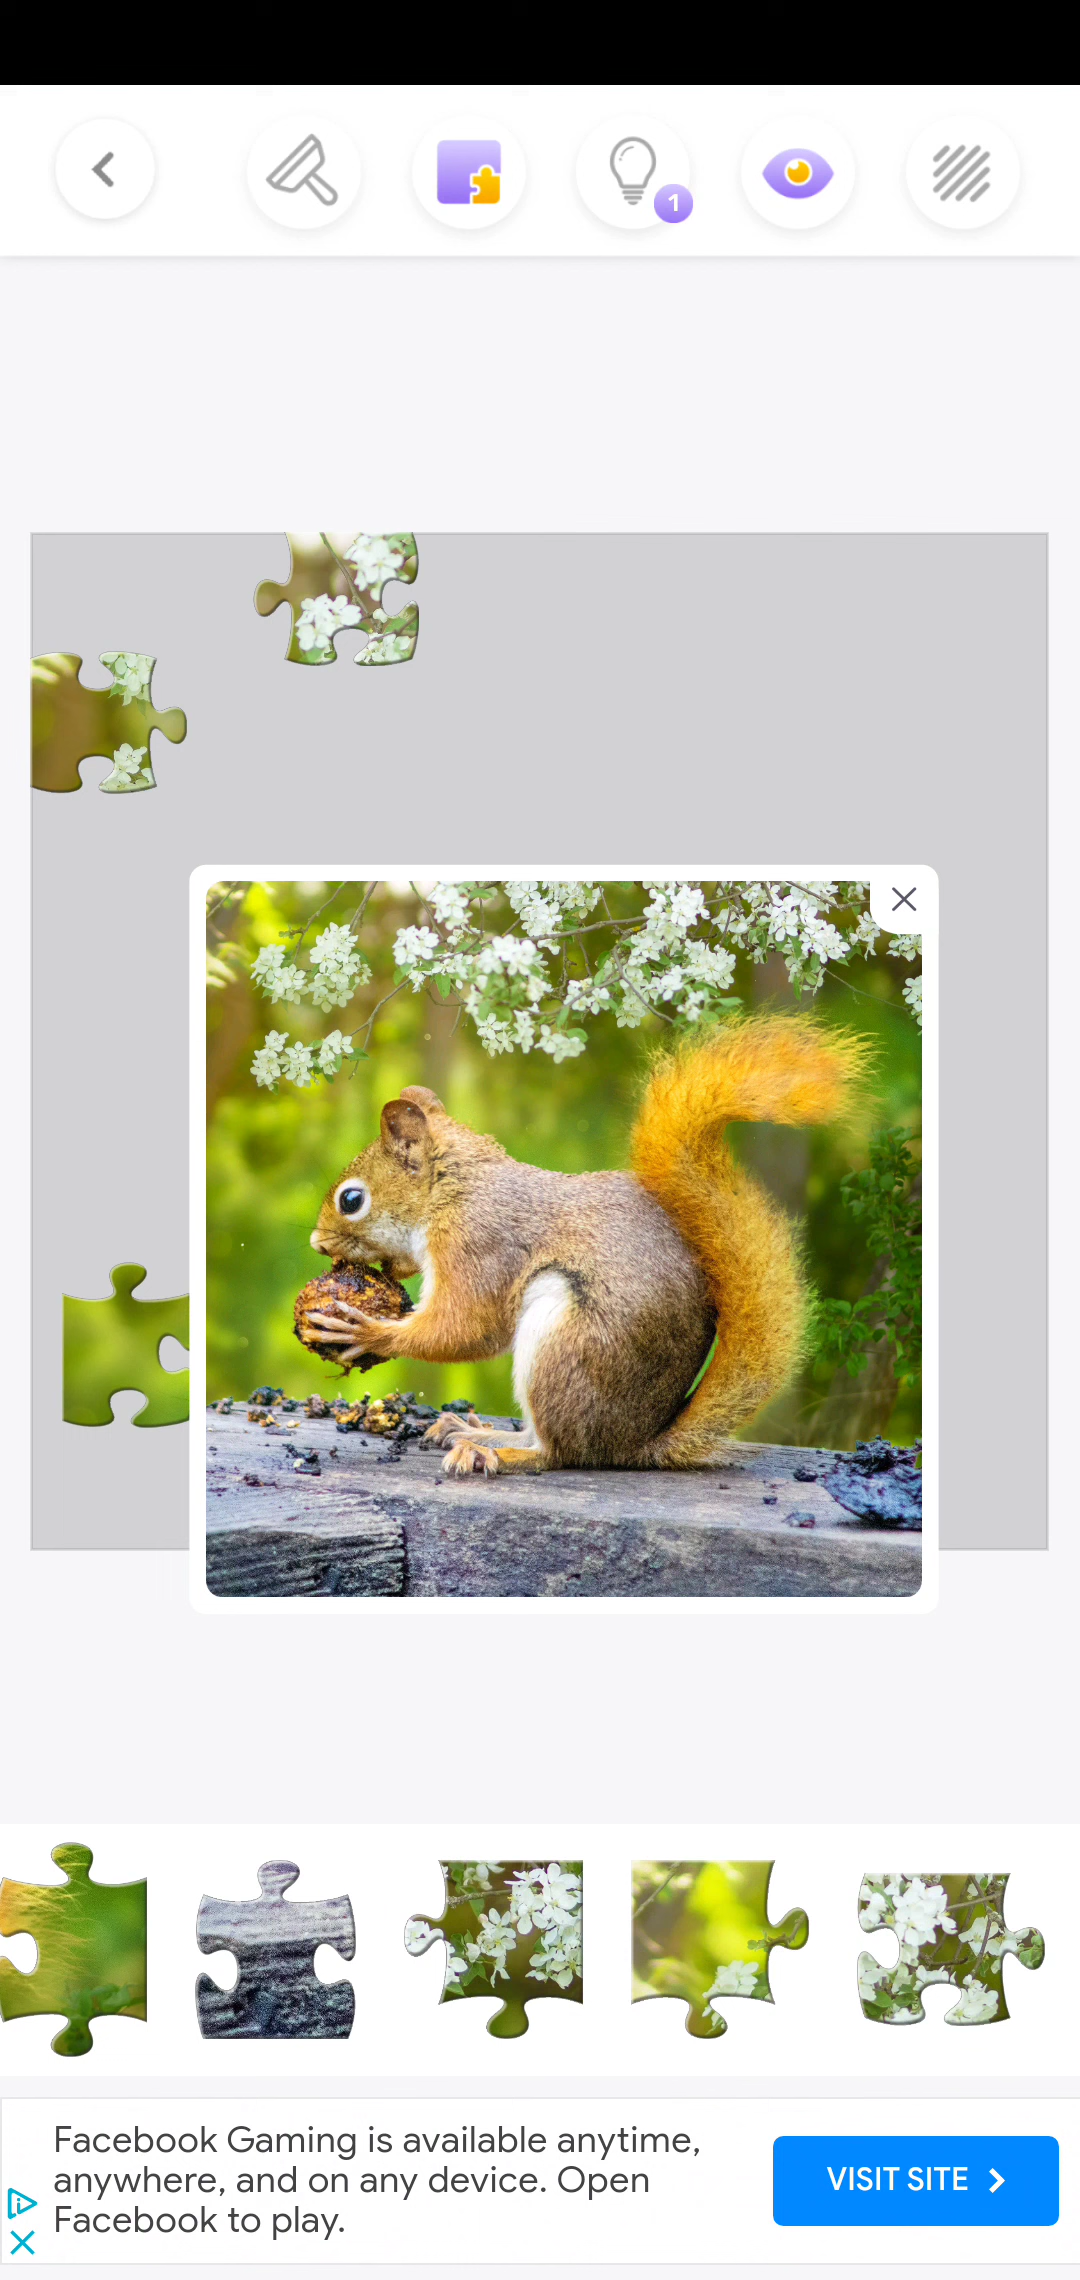 1
Facebook Gaming is available anytime,
anywhere, and on any device. Open
Facebook to play.
VISIT SITE